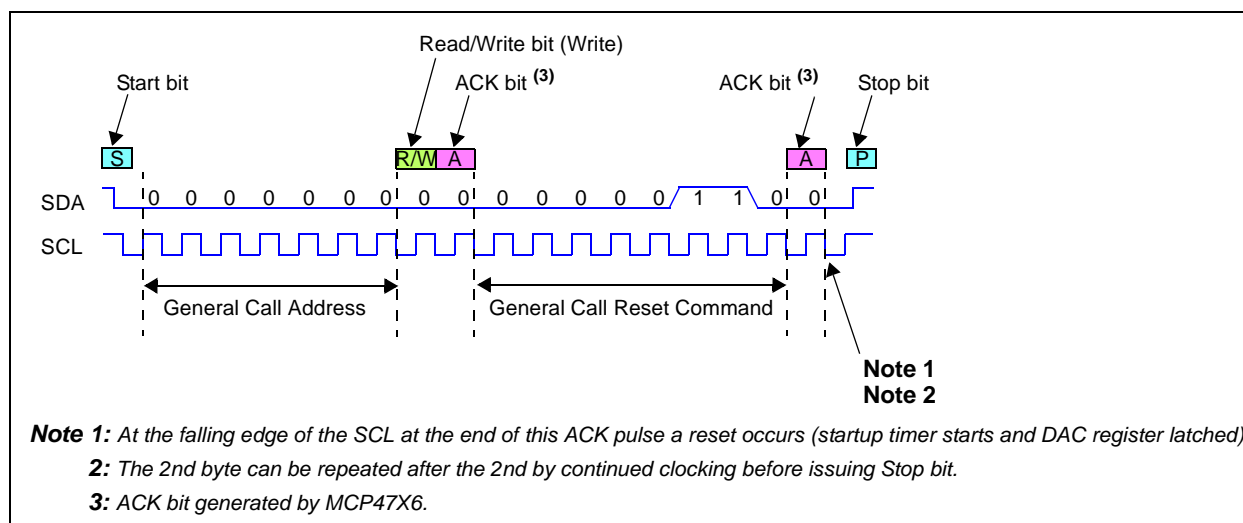 Read/Write bit (Write)
Start bit
ACK bit (3)
ACK bit (3)
Stop bit
S
R/W
A
A
P
SDA
0 0 0 0 0 0 0 0 0 0 0 0 0 0 1 1 0 0
SCL
General Call Address
General Call Reset Command
Note 1
Note 2
Note 1: At the falling edge of the SCL at the end of this ACK pulse a reset occurs (startup timer starts and DAC register latched)
2: The 2nd byte can be repeated after the 2nd by continued clocking before issuing Stop bit.
3: ACK bit generated by MCP47X6.